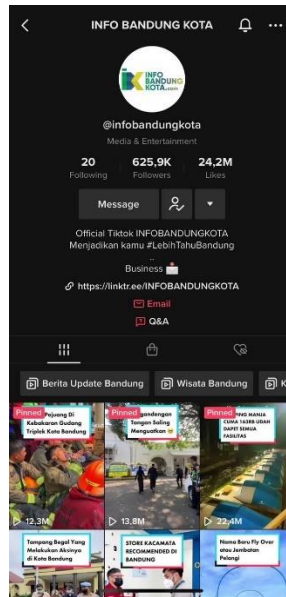 INFO BANDUNG KOTA
INFO
BANDUNG
KOTA.com
@infobandungkota
Media & Entertainment
20 625,9K 24,2M
Following Followers Likes
Message
Official Tiktok INFOBANDUNGKOTA
Menjadikan kamu #LebihTahuBandung
..
Business 📩
https://linktr.ee/INFOBANDUNGKOTA
Email
Q&A
Berita Update Bandung Wisata Bandung K
Pinned
Pejuang Di
Kebakaran Gudang
Triplek Kota Bandung
12,3M
Pinned
gandengan
Tangan Saling
Menguatkan
13,8M
Pinned
PING MANJA
CUMA 163RB UDAH
DAPET SEMUA
FASILITAS
22,4M
Tampang Begal Yang
Melakukan Aksinya
di Kota Bandung
STORE KACAMATA
RECOMMENDED DI
BANDUNG
Nama Baru Fly Over
atau Jembatan
Pelangi